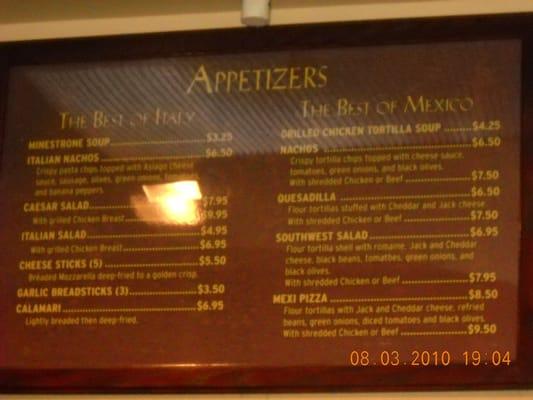 APPETIZERS
THE BEST OF ITALY
MINESTRONE SOUP $3.25
ITALIAN NACHOS $6.50
Crispy pasta chips topped with Asiago cheese
sauce, sausage, olives, green onions,
and banana peppers.
CAESAR SALAD $7.95
With grilled Chicken Breast $9.95
ITALIAN SALAD $4.95
With grilled Chicken Breast $6.95
CHEESE STICKS (5) $5.50
Breaded Mozzarella deep-fried to a golden crisp.
GARLIC BREADSTICKS (3) $3.50
CALAMARI $6.95
Lightly breaded then deep-fried.
THE BEST OF MEXICO
GRILLED CHICKEN TORTILLA SOUP $4.25
NACHOS $6.50
Crispy tortilla chips topped with cheese sauce,
tomatoes, green onions, and black olives.
With shredded Chicken or Beef $7.50
QUESADILLA $6.50
Flour tortillas stuffed with Cheddar and Jack cheese.
With shredded Chicken or Beef $7.50
SOUTHWEST SALAD $6.95
Flour tortilla shell with romaine, Jack and Cheddar
cheese, black beans, tomatoes, green onions, and
black olives.
With shredded Chicken or Beef $7.95
MEXI PIZZA $8.50
Flour tortillas with Jack and Cheddar cheese, refried
beans, green onions, diced tomatoes and black olives.
With shredded Chicken or Beef $9.50
08.03.2010 19:04